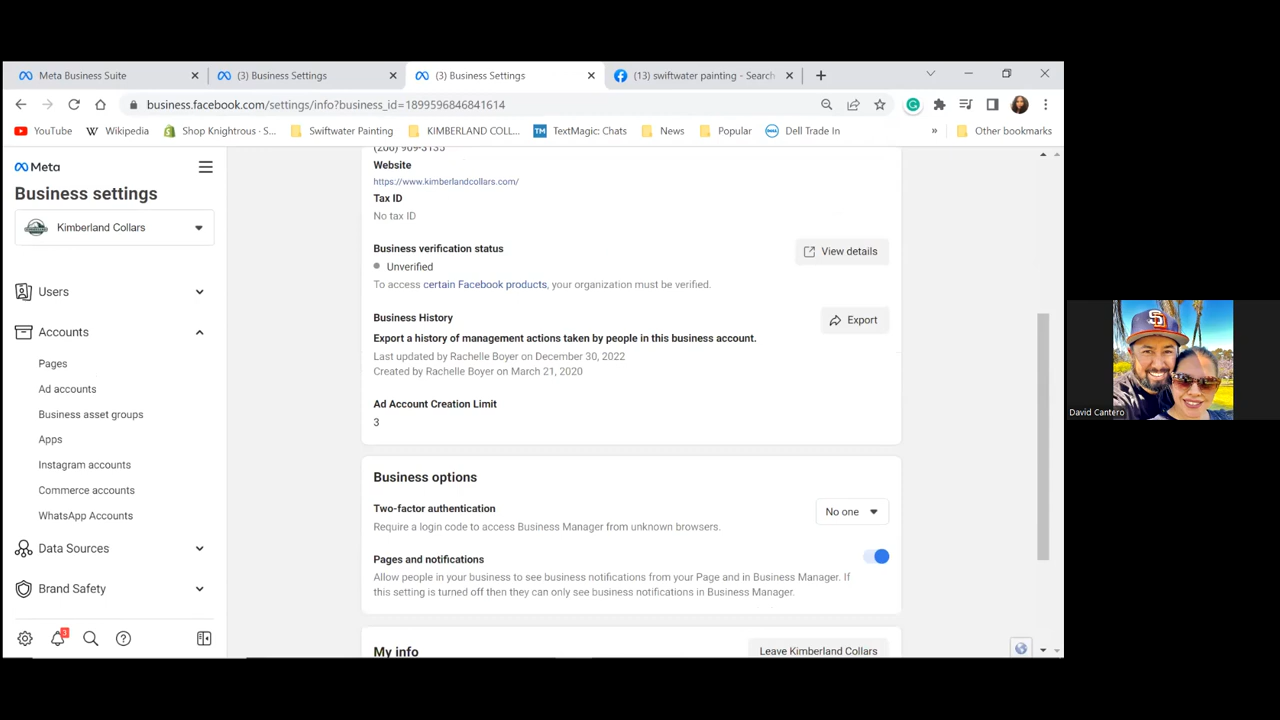 Meta Business Suite
(3) Business Settings
(3) Business Settings
(13) swiftwater painting - Search
business.facebook.com/settings/info?business_id=1899596846841614
YouTube
Wikipedia
Shop Knightrous - S...
Swiftwater Painting
KIMBERLAND COLL...
TM
TextMagic: Chats
News
Popular
DELL
Dell Trade In
»
Other bookmarks
Meta
Business settings
Kimberland Collars
Users
Accounts
Pages
Ad accounts
Business asset groups
Apps
Instagram accounts
Commerce accounts
WhatsApp Accounts
Data Sources
Brand Safety
3
(206) 909-3135
Website
https://www.kimberlandcollars.com/
Tax ID
No tax ID
Business verification status
View details
Unverified
To access certain Facebook products, your organization must be verified.
Business History
Export
Export a history of management actions taken by people in this business account.
Last updated by Rachelle Boyer on December 30, 2022
Created by Rachelle Boyer on March 21, 2020
Ad Account Creation Limit
3
Business options
Two-factor authentication
No one
Require a login code to access Business Manager from unknown browsers.
Pages and notifications
Allow people in your business to see business notifications from your Page and in Business Manager. If
this setting is turned off then they can only see business notifications in Business Manager.
My info
Leave Kimberland Collars
David Cantero